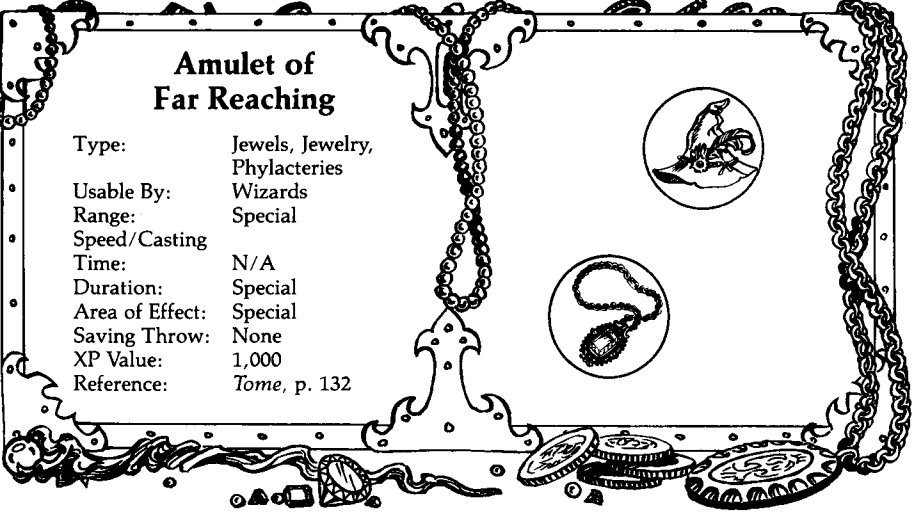 Amulet of
Far Reaching
Type: Jewels, Jewelry,
Phylacteries
Usable By: Wizards
Range: Special
Speed/Casting
Time: N/A
Duration: Special
Area of Effect: Special
Saving Throw: None
XP Value: 1,000
Reference: Tome, p. 132